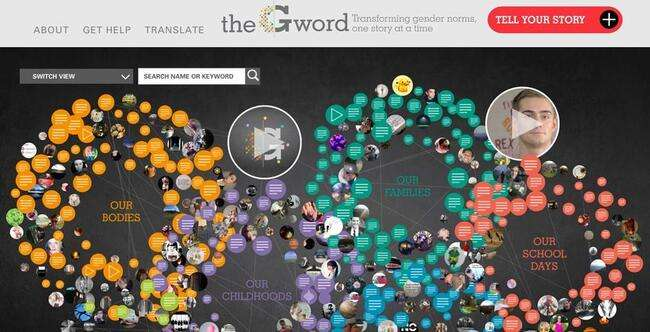 ABOUT GET HELP TRANSLATE
the G word
Transforming gender norms,
one story at a time
TELL YOUR STORY
SWITCH VIEW
SEARCH NAME OR KEYWORD
OUR
BODIES
OUR
FAMILIES
OUR
SCHOOL
DAYS
OUR
CHILDHOODS
REX